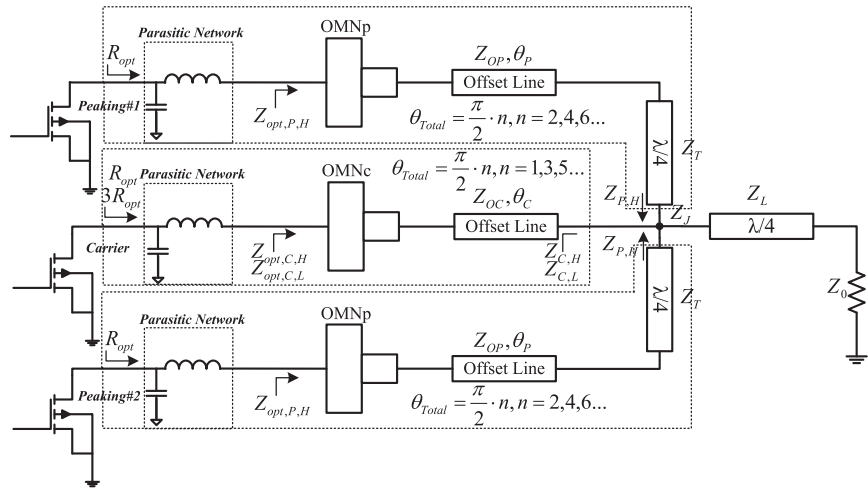 Parasitic Network
OMNp
R_opt
Z_OP, θ_P
Offset Line
Peaking#1
Z_opt,P,H
θ_Total = π/2 · n, n = 2,4,6...
λ/4
Z_T
Parasitic Network
OMNc
θ_Total = π/2 · n, n = 1,3,5...
R_opt
3R_opt
Z_OC, θ_C
Offset Line
Z_P,H
Z_J
Z_L
λ/4
Carrier
Z_opt,C,H
Z_opt,C,L
Z_C,H
Z_C,L
Z_P,H
λ/4
Z_T
Z_0
Parasitic Network
OMNp
R_opt
Z_OP, θ_P
Offset Line
Peaking#2
Z_opt,P,H
θ_Total = π/2 · n, n = 2,4,6...